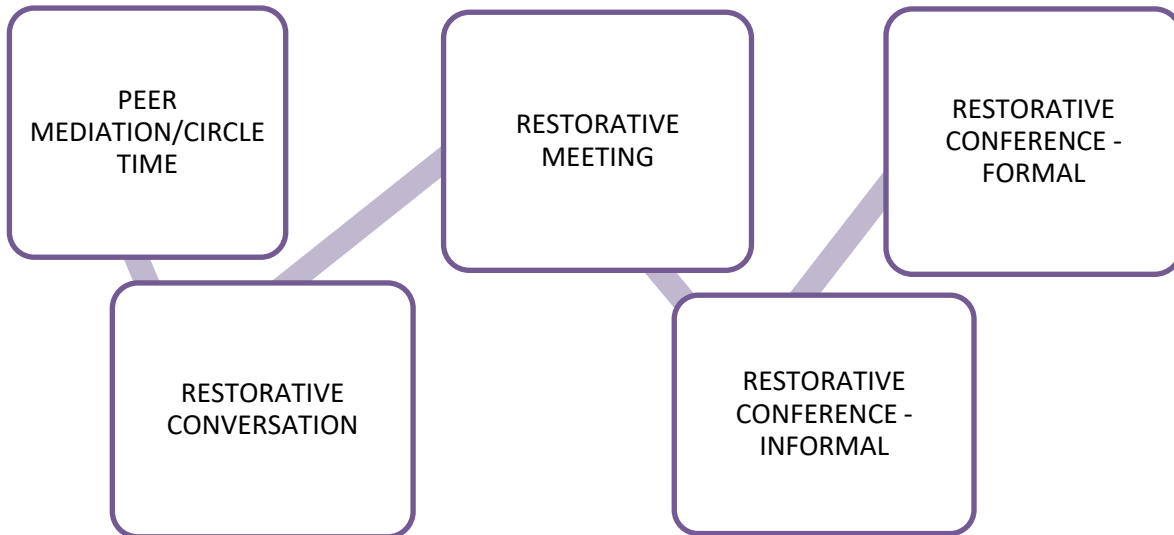 PEER
MEDIATION/CIRCLE
TIME
RESTORATIVE
CONVERSATION
RESTORATIVE
MEETING
RESTORATIVE
CONFERENCE -
INFORMAL
RESTORATIVE
CONFERENCE -
FORMAL